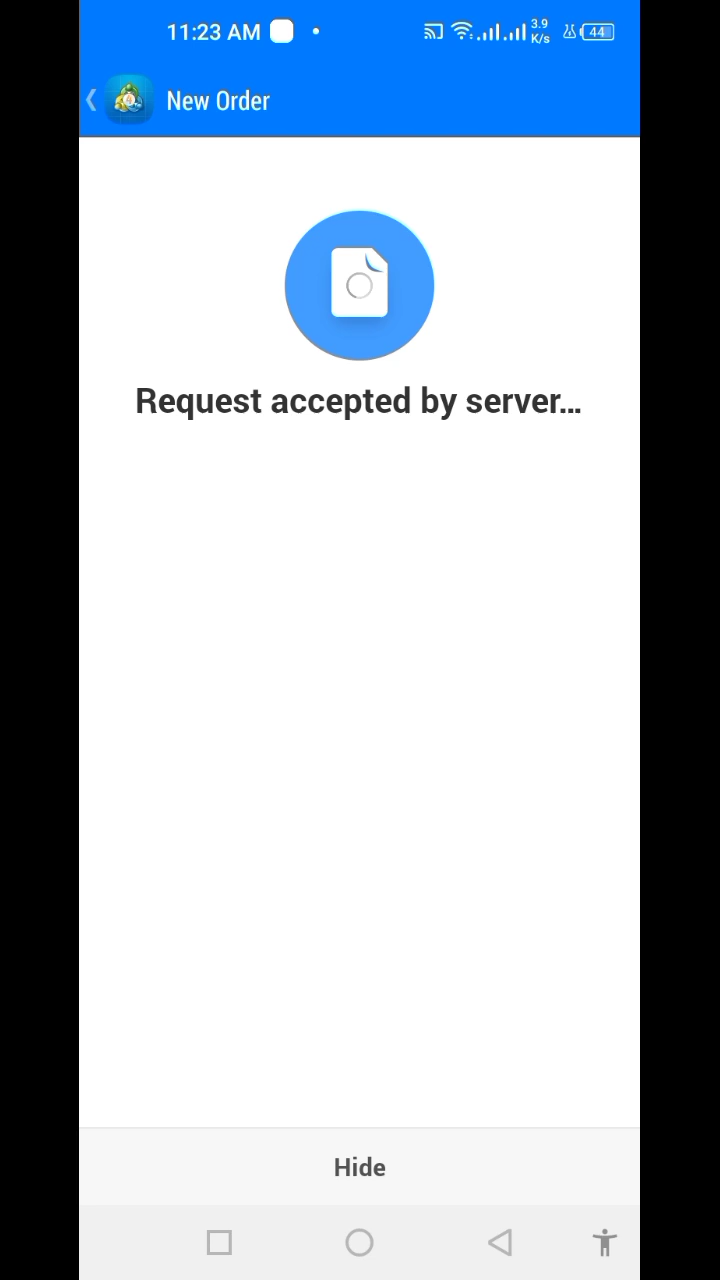 11:23 AM
3.9
K/s
44
New Order
Request accepted by server...
Hide